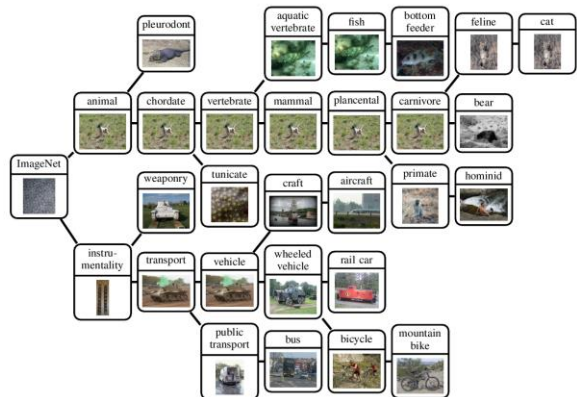 aquatic
vertebrate
fish
bottom
feeder
feline
cat
pleurodont
animal
chordate
vertebrate
mammal
plancental
carnivore
bear
ImageNet
weaponry
tunicate
craft
aircraft
primate
hominid
instru-
mentality
transport
vehicle
wheeled
vehicle
rail car
public
transport
bus
bicycle
mountain
bike